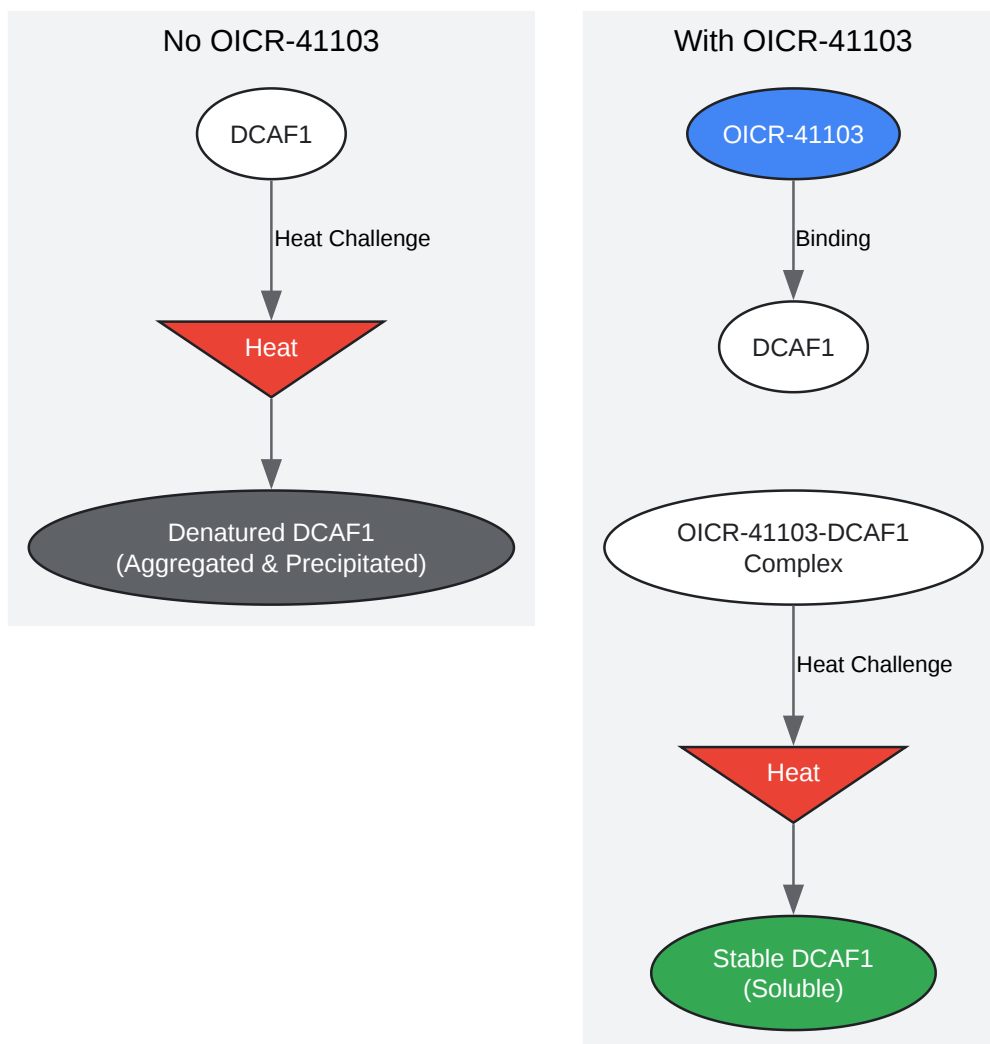 No OICR-41103
DCAF1
Heat Challenge
Heat
Denatured DCAF1
(Aggregated & Precipitated)
With OICR-41103
OICR-41103
Binding
DCAF1
OICR-41103-DCAF1
Complex
Heat Challenge
Heat
Stable DCAF1
(Soluble)